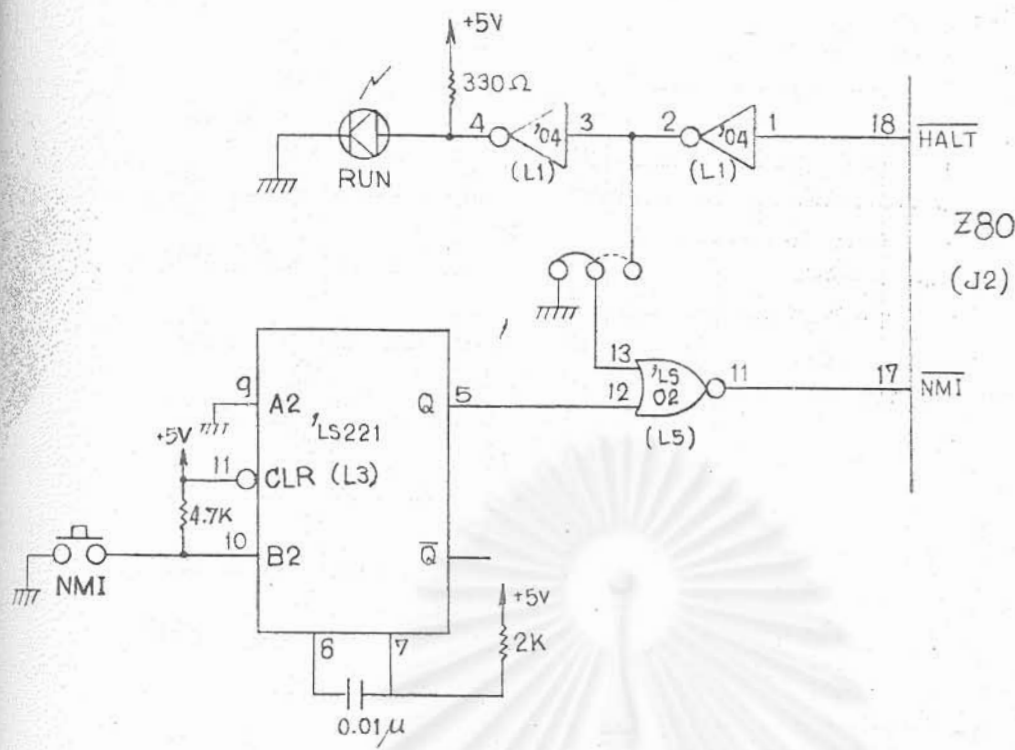 +5V
330Ω
4 '04 3 2 '04 1 18 HALT
(L1) (L1)
RUN
Z80
(J2)
13
'LS
02
12 11 17 NMI
(L5)
9 A2 Q 5
'LS221
+5V
11 CLR (L3)
4.7K
10 B2 Q
NMI
+5V
6 7 2K
0.01μ